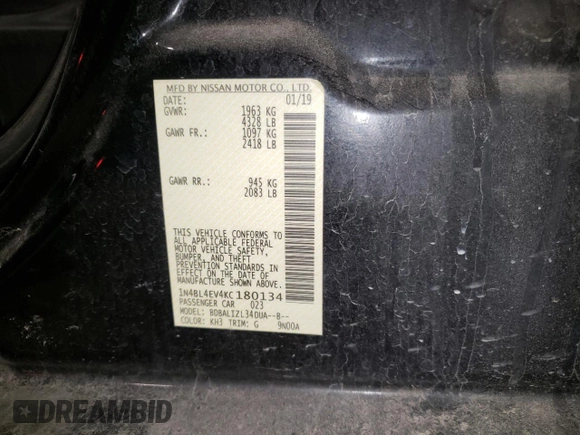 MFD BY NISSAN MOTOR CO., LTD.
DATE: 01/19
GVWR: 1963 KG
4328 LB
GAWR FR.: 1097 KG
2418 LB
GAWR RR.: 945 KG
2083 LB
THIS VEHICLE CONFORMS TO
ALL APPLICABLE FEDERAL
MOTOR VEHICLE SAFETY,
BUMPER, AND THEFT
PREVENTION STANDARDS IN
EFFECT ON THE DATE OF
MANUFACTURE SHOWN ABOVE.
1N4BL4EV4KC180134
PASSENGER CAR 023
MODEL: BDBALIZL34DUA--B--
COLOR: KH3 TRIM: G 9N00A
DREAMBID